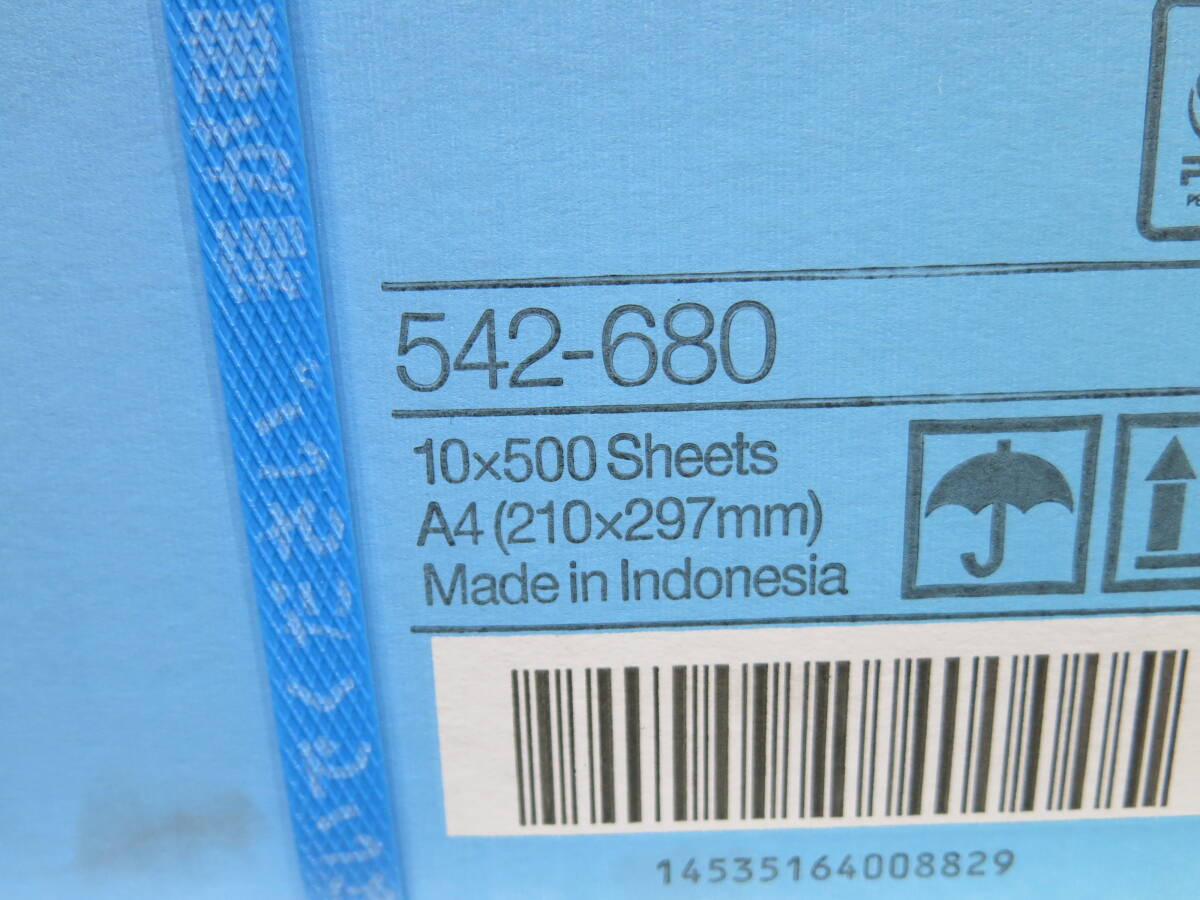 542-680
10×500 Sheets
A4 (210×297mm)
Made in Indonesia
14535164008829